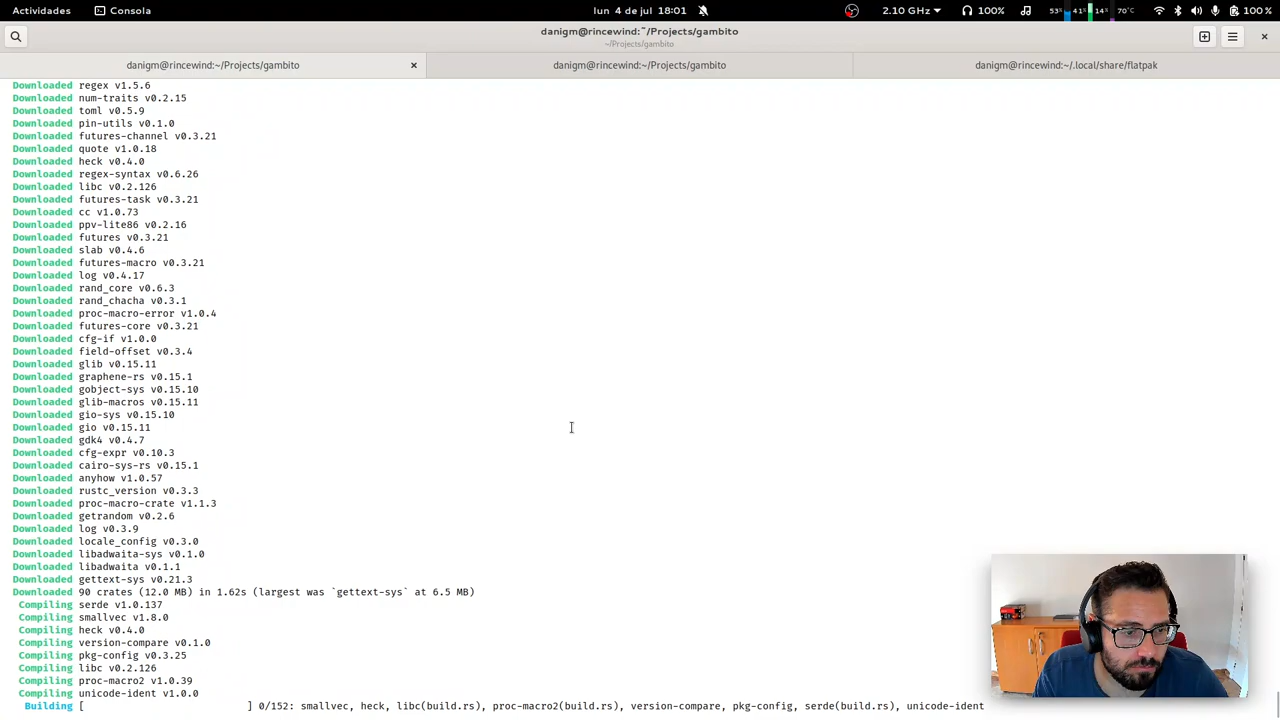 Actividades Consola lun 4 de jul 18:01 2.10 GHz 100% 53% 41% 14% 70°C 100 %
danigm@rincewind:~/Projects/gambito
~/Projects/gambito
danigm@rincewind:~/Projects/gambito danigm@rincewind:~/Projects/gambito danigm@rincewind:~/.local/share/flatpak
Downloaded regex v1.5.6
Downloaded num-traits v0.2.15
Downloaded toml v0.5.9
Downloaded pin-utils v0.1.0
Downloaded futures-channel v0.3.21
Downloaded quote v1.0.18
Downloaded heck v0.4.0
Downloaded regex-syntax v0.6.26
Downloaded libc v0.2.126
Downloaded futures-task v0.3.21
Downloaded cc v1.0.73
Downloaded ppv-lite86 v0.2.16
Downloaded futures v0.3.21
Downloaded slab v0.4.6
Downloaded futures-macro v0.3.21
Downloaded log v0.4.17
Downloaded rand_core v0.6.3
Downloaded rand_chacha v0.3.1
Downloaded proc-macro-error v1.0.4
Downloaded futures-core v0.3.21
Downloaded cfg-if v1.0.0
Downloaded field-offset v0.3.4
Downloaded glib v0.15.11
Downloaded graphene-rs v0.15.1
Downloaded gobject-sys v0.15.10
Downloaded glib-macros v0.15.11
Downloaded gio-sys v0.15.10
Downloaded gio v0.15.11
Downloaded gdk4 v0.4.7
Downloaded cfg-expr v0.10.3
Downloaded cairo-sys-rs v0.15.1
Downloaded anyhow v1.0.57
Downloaded rustc_version v0.3.3
Downloaded proc-macro-crate v1.1.3
Downloaded getrandom v0.2.6
Downloaded log v0.3.9
Downloaded locale_config v0.3.0
Downloaded libadwaita-sys v0.1.0
Downloaded libadwaita v0.1.1
Downloaded gettext-sys v0.21.3
Downloaded 90 crates (12.0 MB) in 1.62s (largest was `gettext-sys` at 6.5 MB)
Compiling serde v1.0.137
Compiling smallvec v1.8.0
Compiling heck v0.4.0
Compiling version-compare v0.1.0
Compiling pkg-config v0.3.25
Compiling libc v0.2.126
Compiling proc-macro2 v1.0.39
Compiling unicode-ident v1.0.0
Building [ ] 0/152: smallvec, heck, libc(build.rs), proc-macro2(build.rs), version-compare, pkg-config, serde(build.rs), unicode-ident